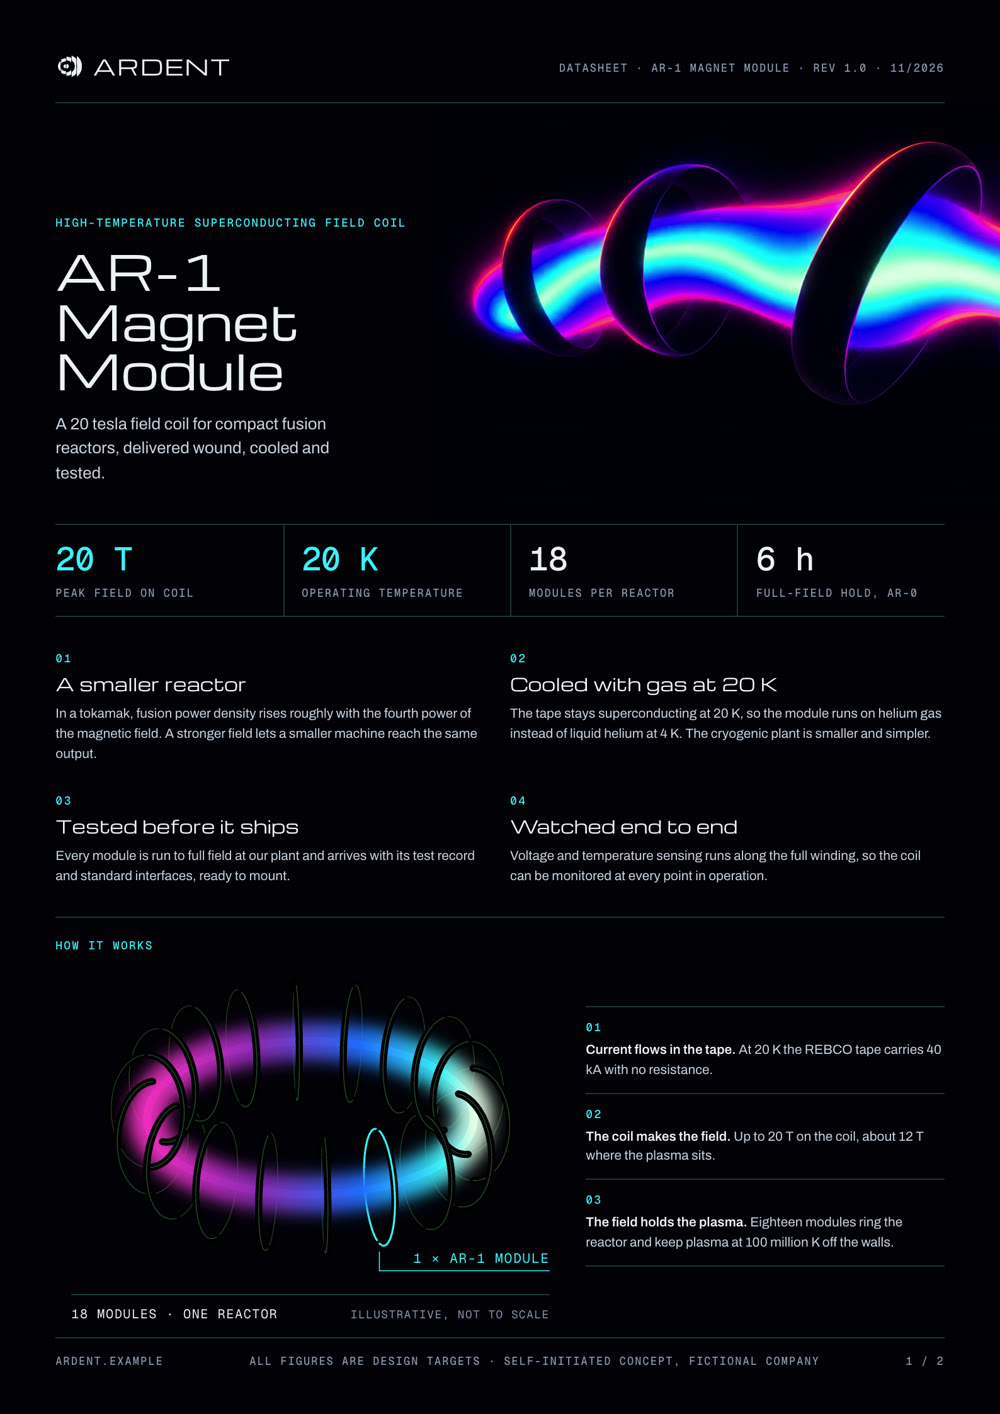 ARDENT
DATASHEET · AR-1 MAGNET MODULE · REV 1.0 · 11/2026
HIGH-TEMPERATURE SUPERCONDUCTING FIELD COIL
AR-1
Magnet
Module
A 20 tesla field coil for compact fusion
reactors, delivered wound, cooled and
tested.
20 T
PEAK FIELD ON COIL
20 K
OPERATING TEMPERATURE
18
MODULES PER REACTOR
6 h
FULL-FIELD HOLD, AR-0
01
A smaller reactor
In a tokamak, fusion power density rises roughly with the fourth power of
the magnetic field. A stronger field lets a smaller machine reach the same
output.
02
Cooled with gas at 20 K
The tape stays superconducting at 20 K, so the module runs on helium gas
instead of liquid helium at 4 K. The cryogenic plant is smaller and simpler.
03
Tested before it ships
Every module is run to full field at our plant and arrives with its test record
and standard interfaces, ready to mount.
04
Watched end to end
Voltage and temperature sensing runs along the full winding, so the coil
can be monitored at every point in operation.
HOW IT WORKS
1 × AR-1 MODULE
18 MODULES · ONE REACTOR
ILLUSTRATIVE, NOT TO SCALE
01
Current flows in the tape. At 20 K the REBCO tape carries 40
kA with no resistance.
02
The coil makes the field. Up to 20 T on the coil, about 12 T
where the plasma sits.
03
The field holds the plasma. Eighteen modules ring the
reactor and keep plasma at 100 million K off the walls.
ARDENT.EXAMPLE
ALL FIGURES ARE DESIGN TARGETS · SELF-INITIATED CONCEPT, FICTIONAL COMPANY
1 / 2